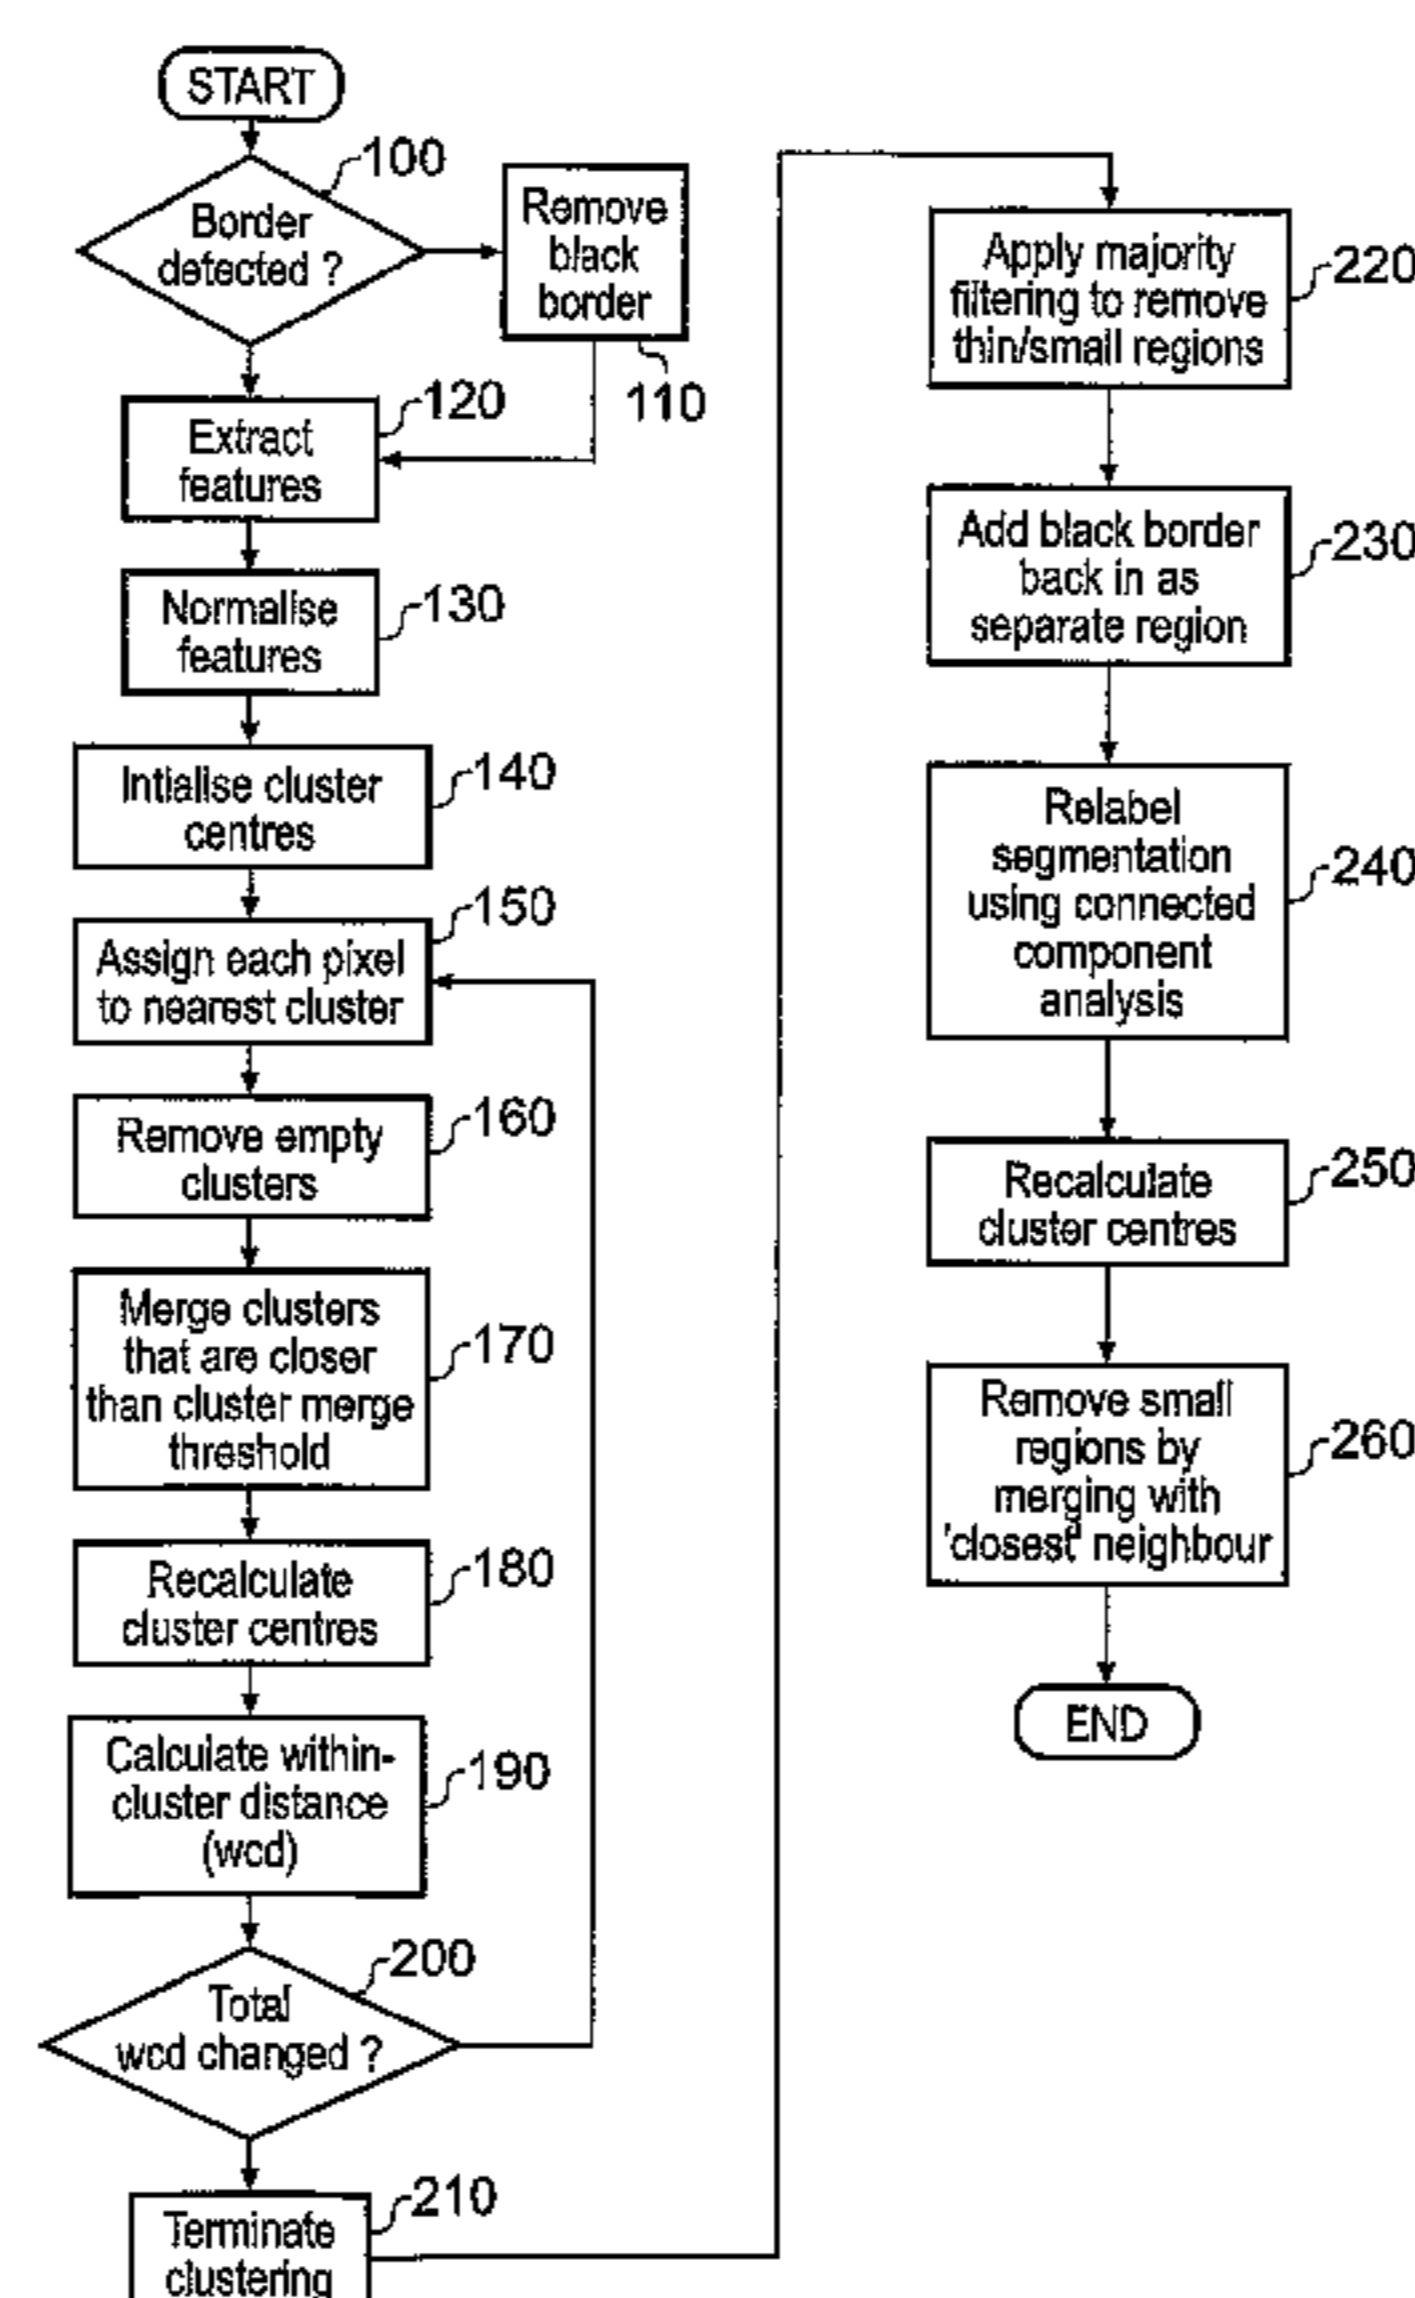 START
100
Border
detected ?
Remove
black
border
110
120
Extract
features
130
Normalise
features
140
Intialise cluster
centres
150
Assign each pixel
to nearest cluster
160
Remove empty
clusters
170
Merge clusters
that are closer
than cluster merge
threshold
180
Recalculate
cluster centres
190
Calculate within-
cluster distance
(wcd)
200
Total
wcd changed ?
210
Terminate
clustering
220
Apply majority
filtering to remove
thin/small regions
230
Add black border
back in as
separate region
240
Relabel
segmentation
using connected
component
analysis
250
Recalculate
cluster centres
260
Remove small
regions by
merging with
'closest' neighbour
END